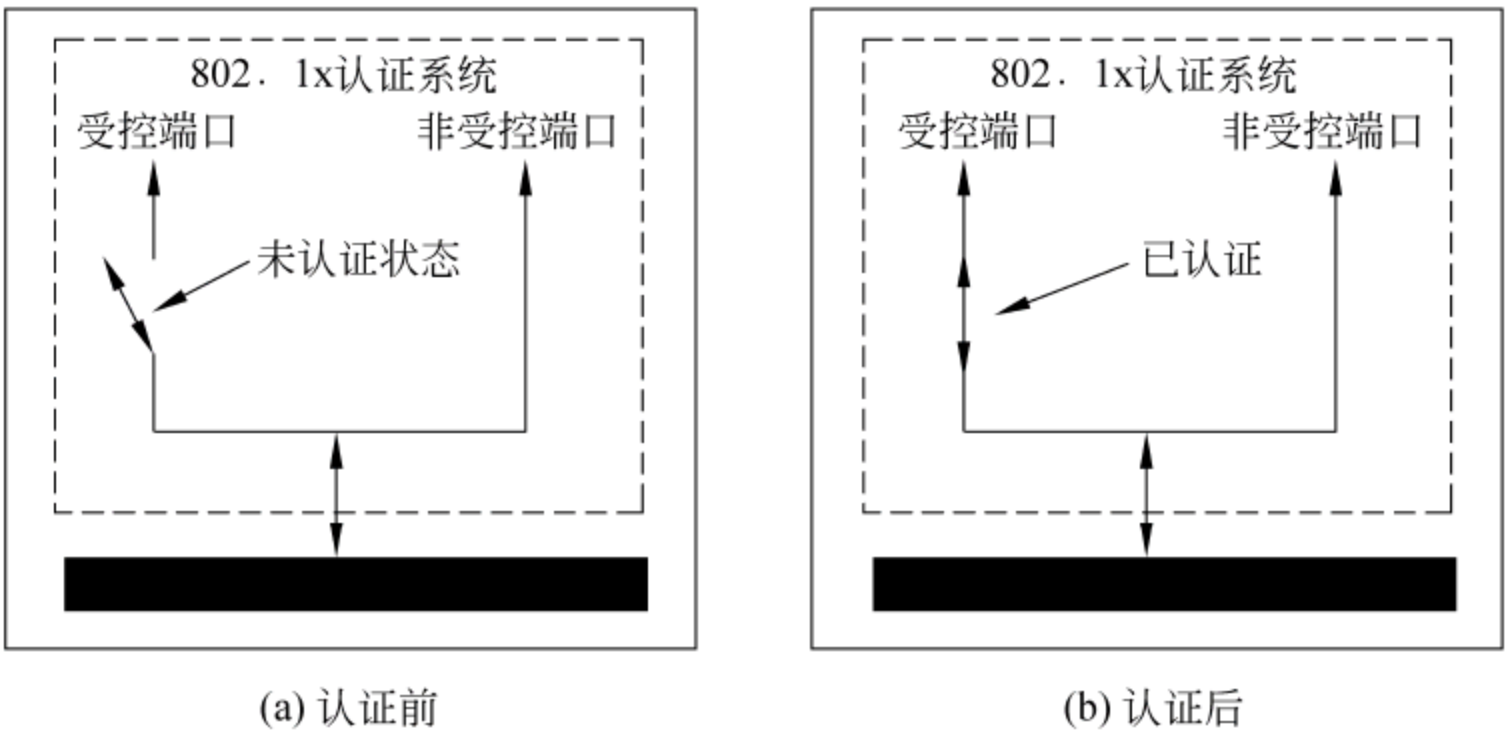 802．1x认证系统
受控端口
非受控端口
未认证状态
(a) 认证前
802．1x认证系统
受控端口
非受控端口
已认证
(b) 认证后